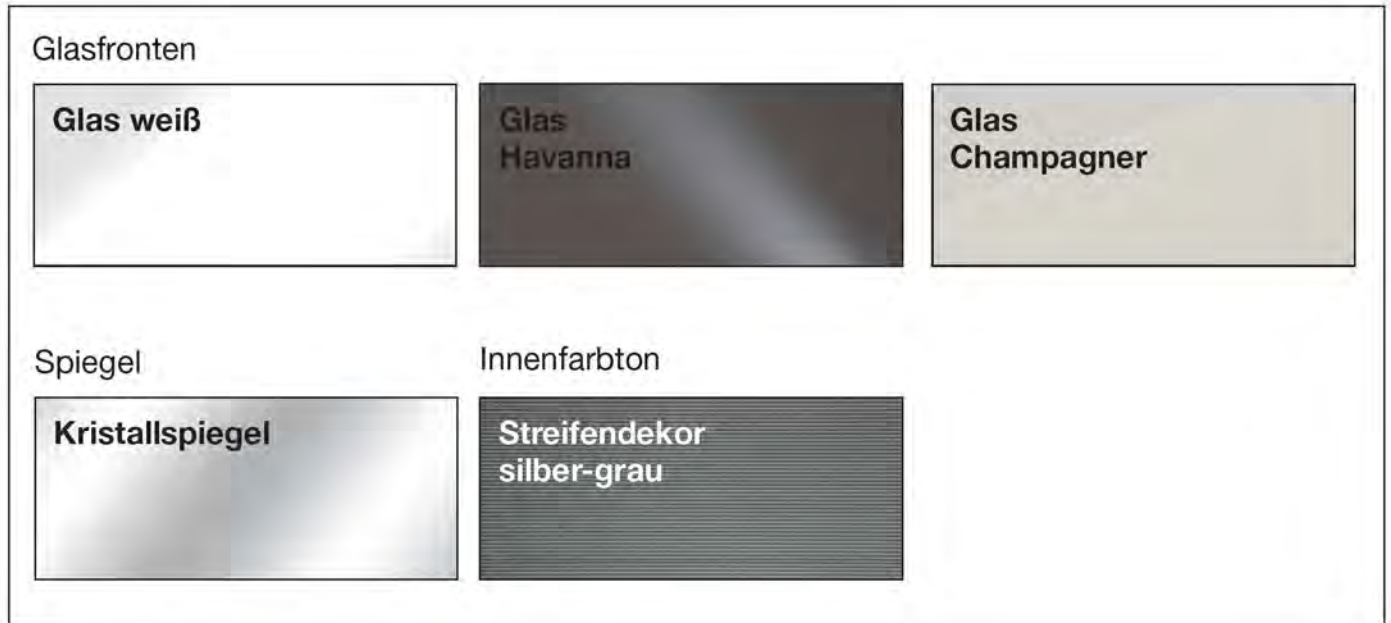 Glasfronten
Glas weiß
Glas
Havanna
Glas
Champagner
Spiegel
Kristallspiegel
Innenfarbton
Streifendekor
silber-grau